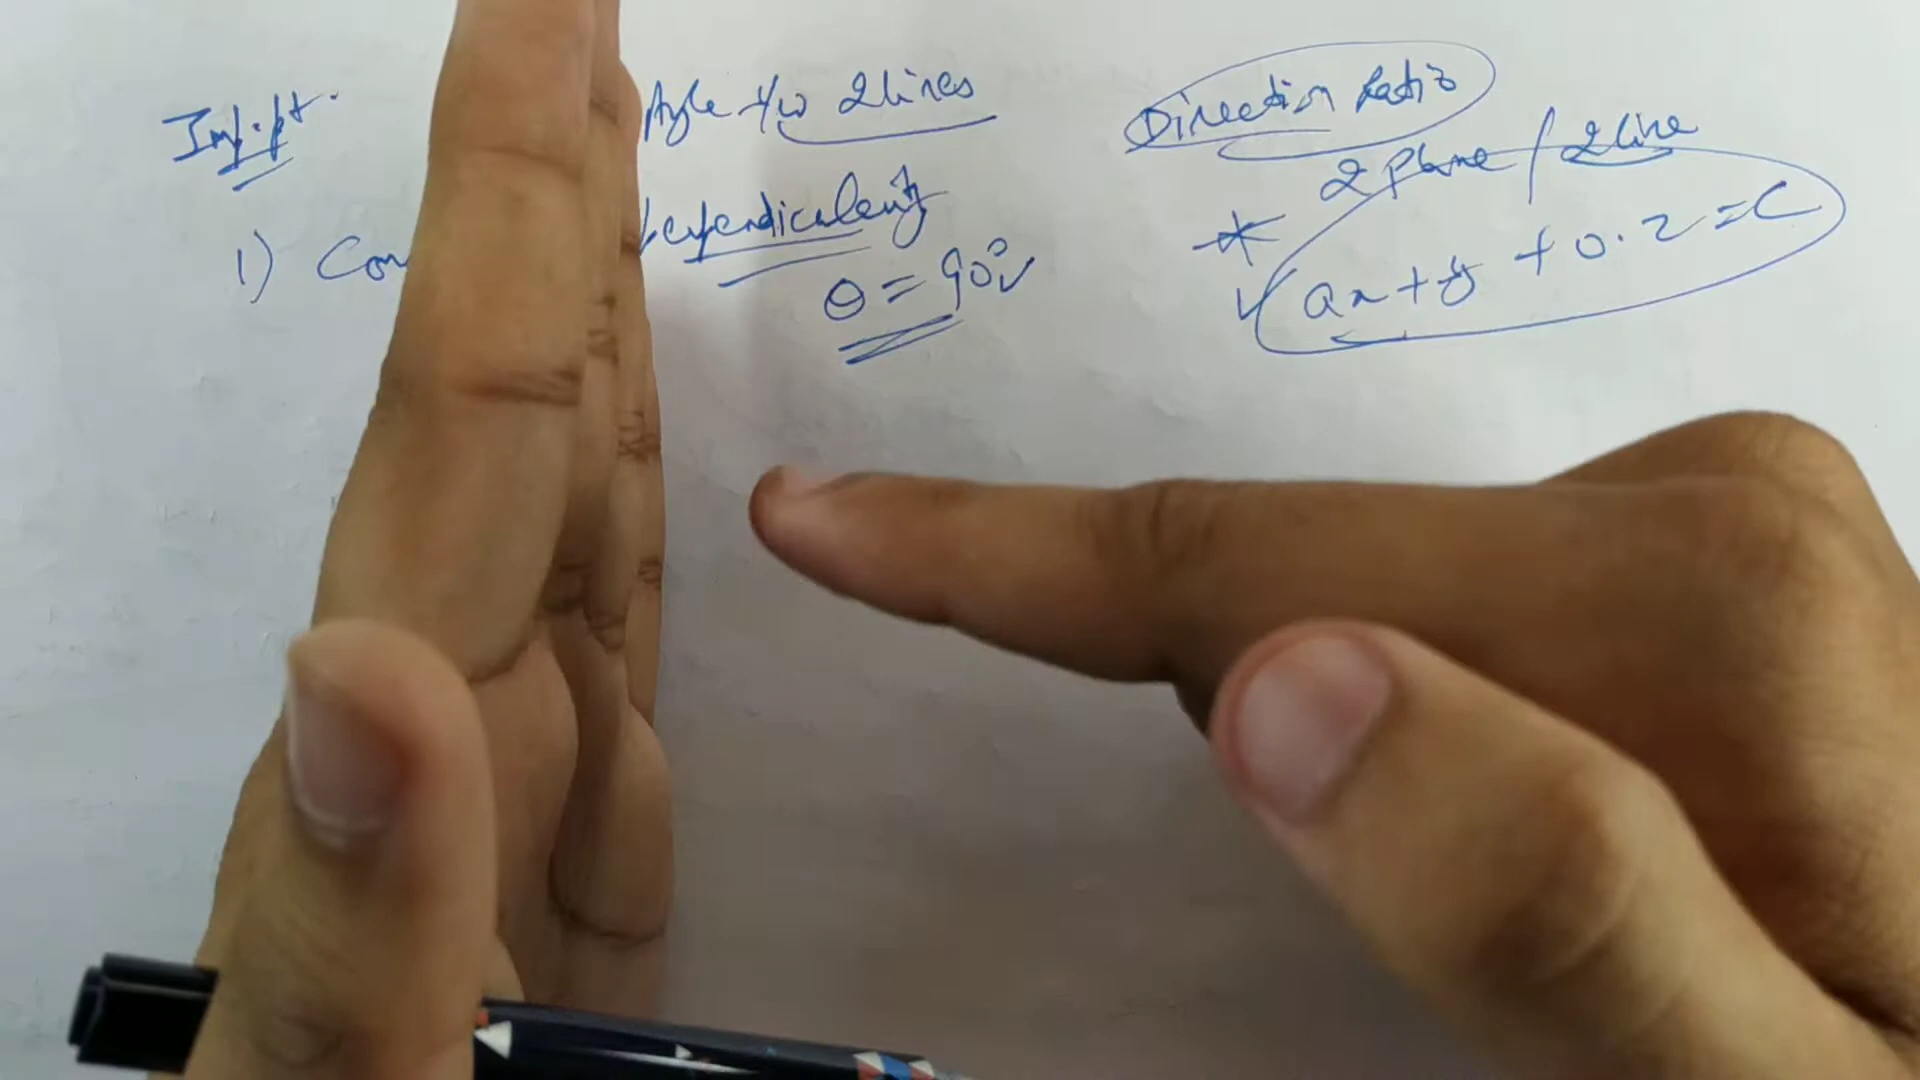 Imp. pt.
Angle b/w 2 lines
1) Con
Perpendicularity
θ = 90°
Direction Ratio
2 plane / 2 line
ax + y + 0.z = C